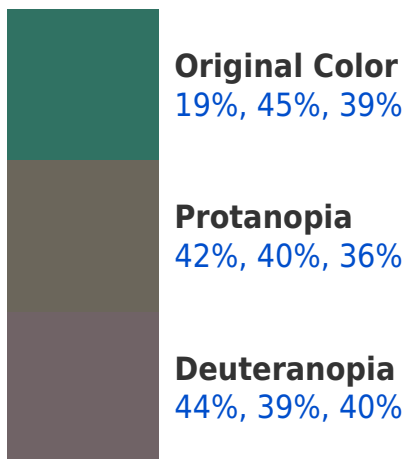 Original Color
19%, 45%, 39%
Protanopia
42%, 40%, 36%
Deuteranopia
44%, 39%, 40%